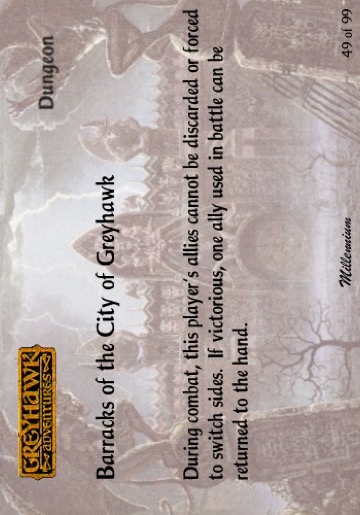 GREYHAWK
ADVENTURES
Dungeon
Barracks of the City of Greyhawk
During combat, this player's allies cannot be discarded or forced
to switch sides. If victorious, one ally used in battle can be
returned to the hand.
Millennium
49 of 99